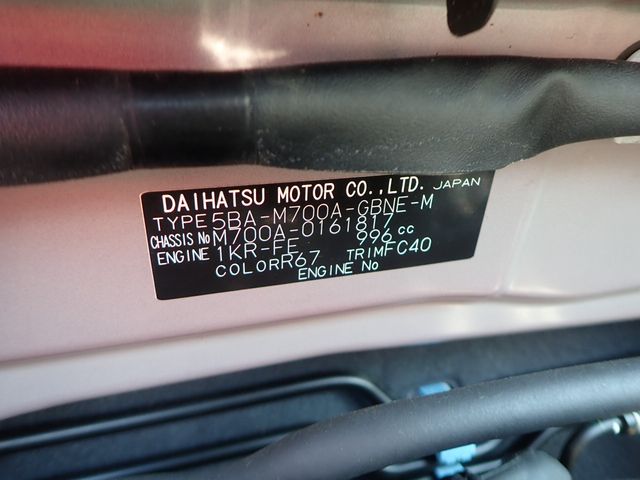 DAIHATSU MOTOR CO.,LTD. JAPAN
TYPE 5BA-M700A-GBNE-M
CHASSIS No M700A-0161817
ENGINE 1KR-FE 996 cc
COLOR R67 TRIM FC40
ENGINE No